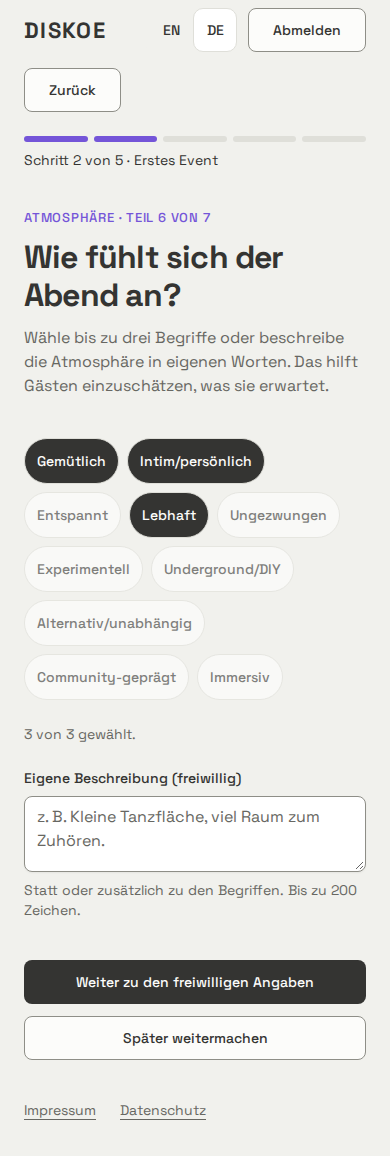 DISKOE EN DE Abmelden
Zurück
Schritt 2 von 5 · Erstes Event
ATMOSPHÄRE · TEIL 6 VON 7
Wie fühlt sich der
Abend an?
Wähle bis zu drei Begriffe oder beschreibe
die Atmosphäre in eigenen Worten. Das hilft
Gästen einzuschätzen, was sie erwartet.
Gemütlich Intim/persönlich
Entspannt Lebhaft Ungezwungen
Experimentell Underground/DIY
Alternativ/unabhängig
Community-geprägt Immersiv
3 von 3 gewählt.
Eigene Beschreibung (freiwillig)
z. B. Kleine Tanzfläche, viel Raum zum
Zuhören.
Statt oder zusätzlich zu den Begriffen. Bis zu 200
Zeichen.
Weiter zu den freiwilligen Angaben
Später weitermachen
Impressum Datenschutz